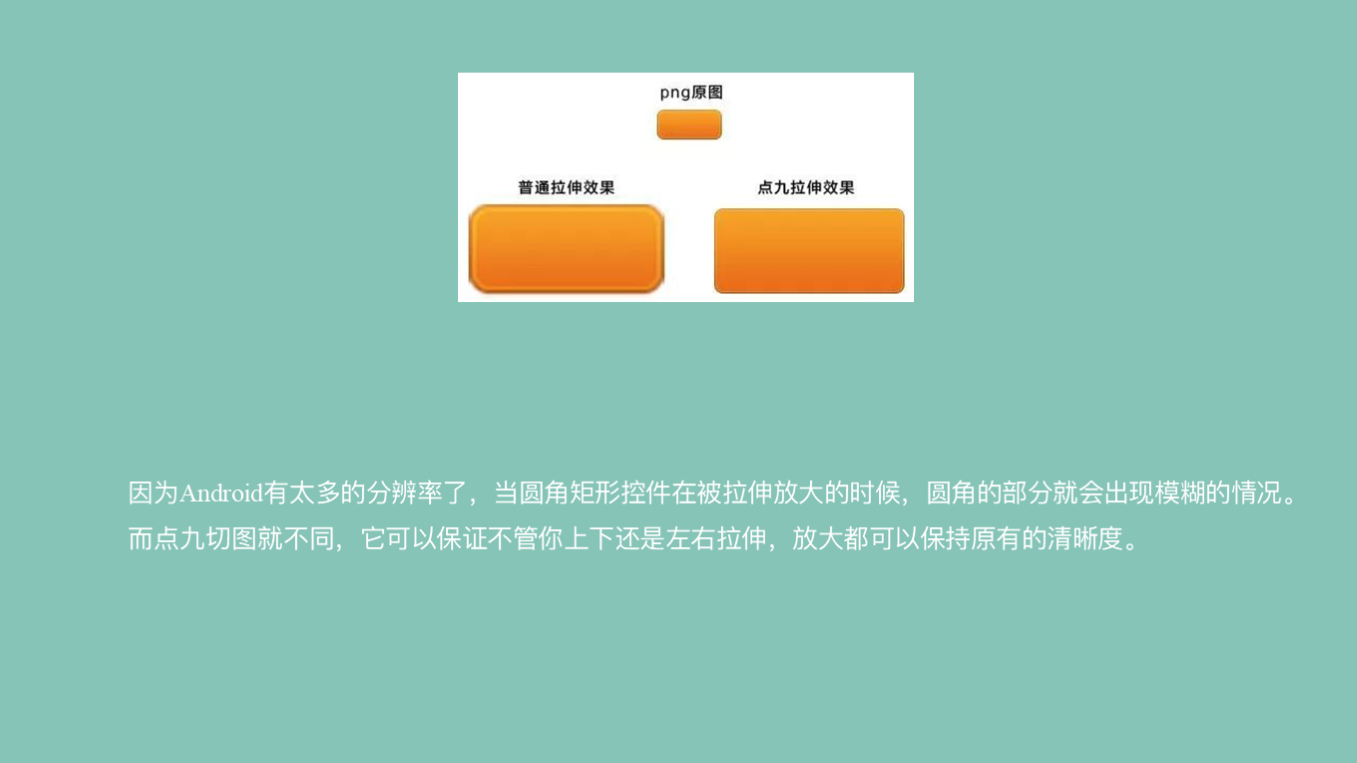 png原图
普通拉伸效果
点九拉伸效果
因为Android有太多的分辨率了，当圆角矩形控件在被拉伸放大的时候，圆角的部分就会出现模糊的情况。
而点九切图就不同，它可以保证不管你上下还是左右拉伸，放大都可以保持原有的清晰度。